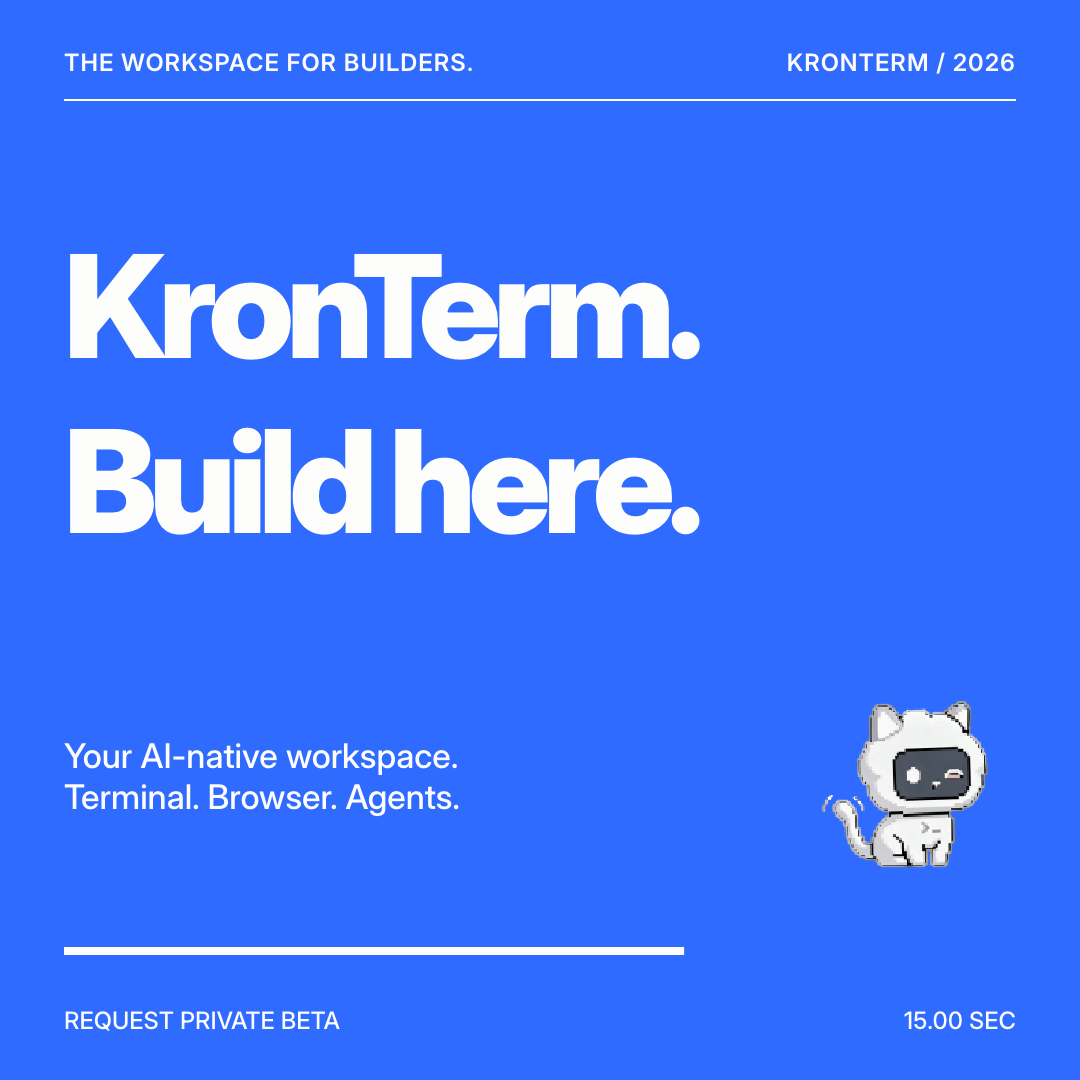 THE WORKSPACE FOR BUILDERS.
KRONTERM / 2026
KronTerm.
Build here.
Your AI-native workspace.
Terminal. Browser. Agents.
>_
REQUEST PRIVATE BETA
15.00 SEC